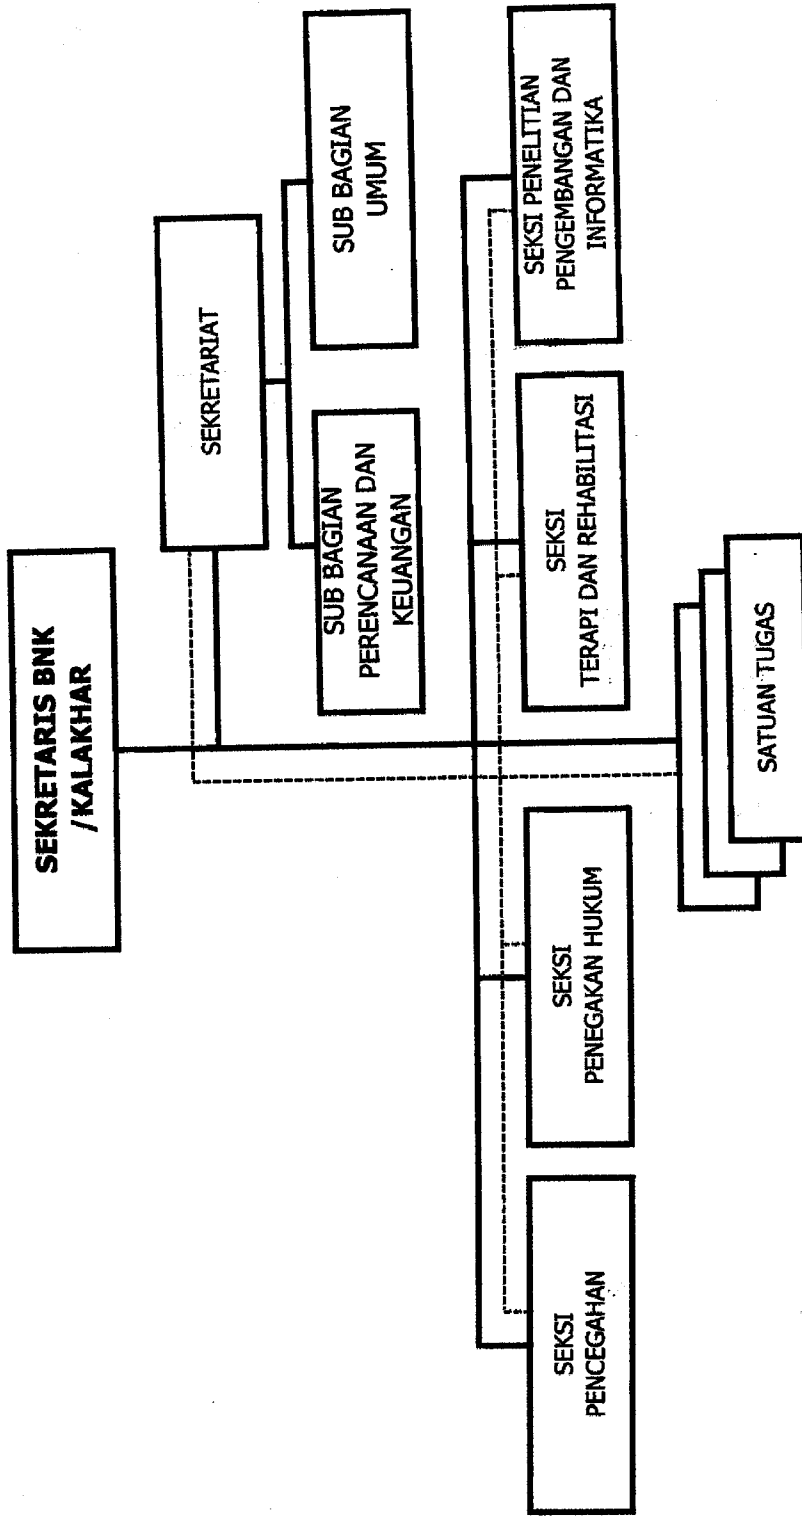 SEKRETARIS BNK
/KALAKHAR
SEKRETARIAT
SUB BAGIAN
PERENCANAAN DAN
KEUANGAN
SUB BAGIAN
UMUM
SEKSI
PENCEGAHAN
SEKSI
PENEGAKAN HUKUM
SEKSI
TERAPI DAN REHABILITASI
SEKSI PENELITIAN
PENGEMBANGAN DAN
INFORMATIKA
SATUAN TUGAS